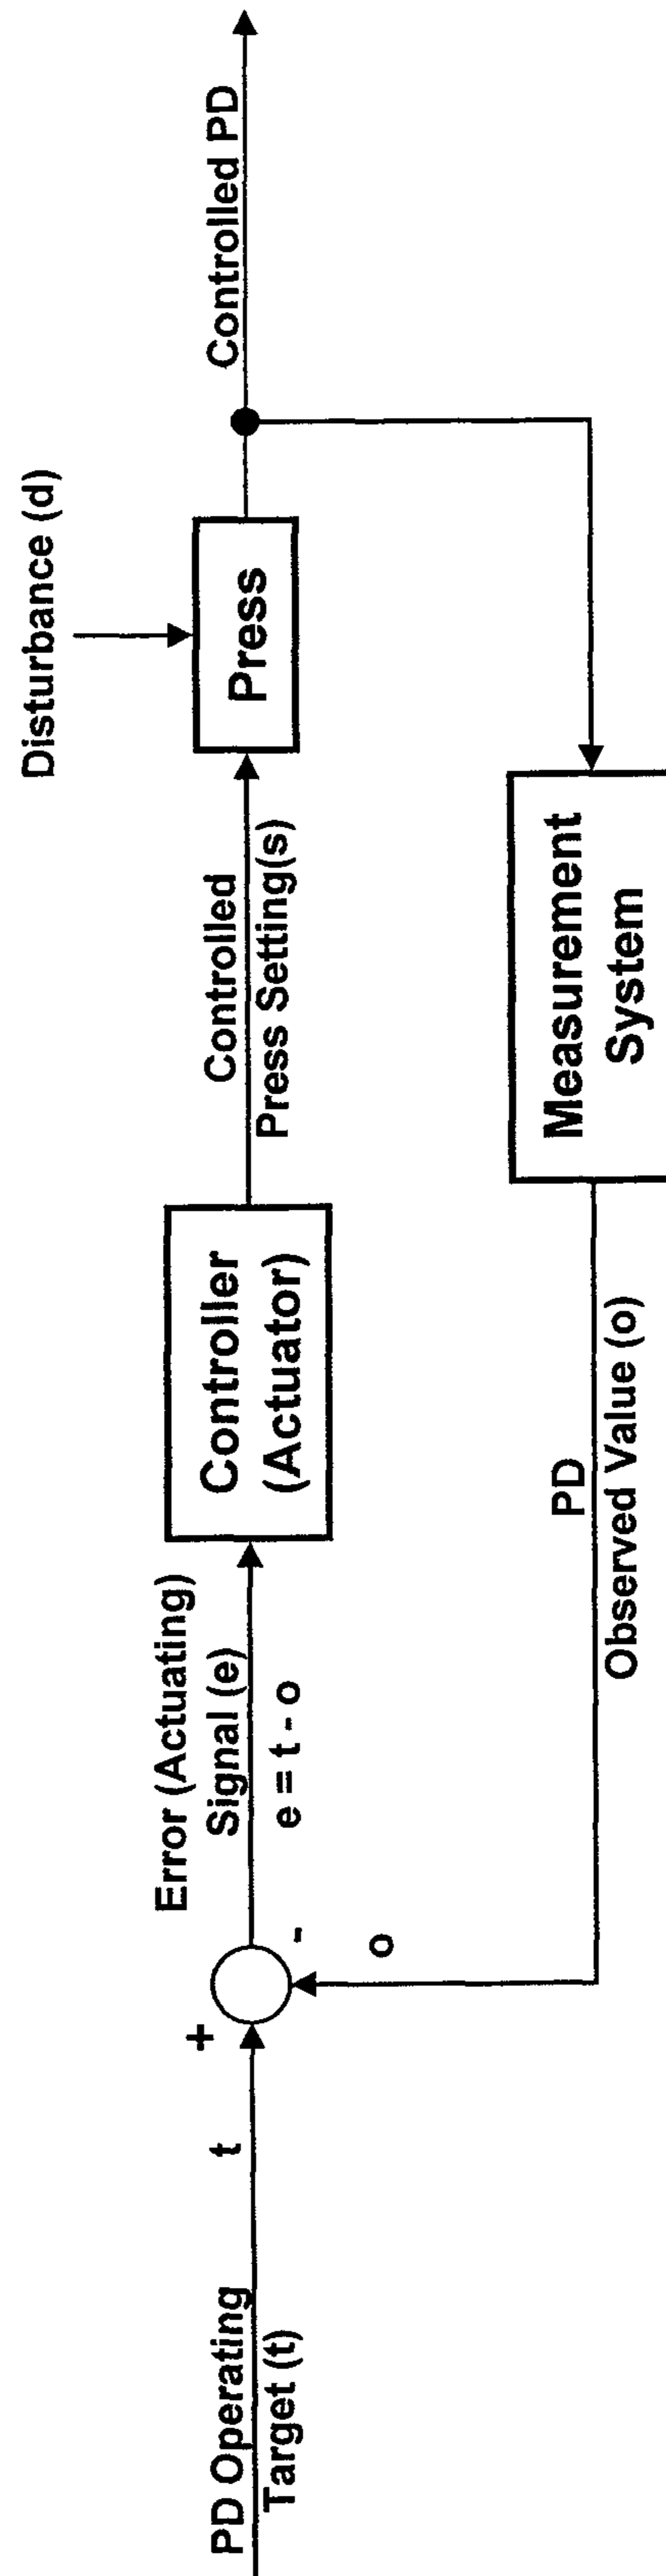 PD Operating
Target (t)
t
+
-
o
Error (Actuating)
Signal (e)
e = t - o
Controller
(Actuator)
Controlled
Press Setting(s)
Disturbance (d)
Press
Controlled PD
Measurement
System
PD
Observed Value (o)